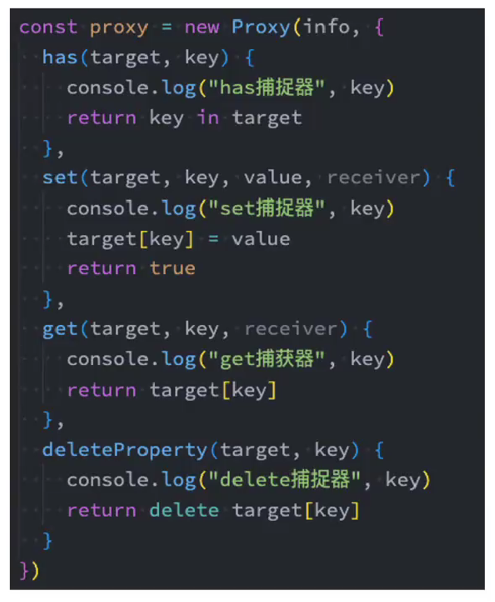 const proxy = new Proxy(info, {
  has(target, key) {
    console.log("has捕捉器", key)
    return key in target
  },
  set(target, key, value, receiver) {
    console.log("set捕捉器", key)
    target[key] = value
    return true
  },
  get(target, key, receiver) {
    console.log("get捕获器", key)
    return target[key]
  },
  deleteProperty(target, key) {
    console.log("delete捕捉器", key)
    return delete target[key]
  }
})